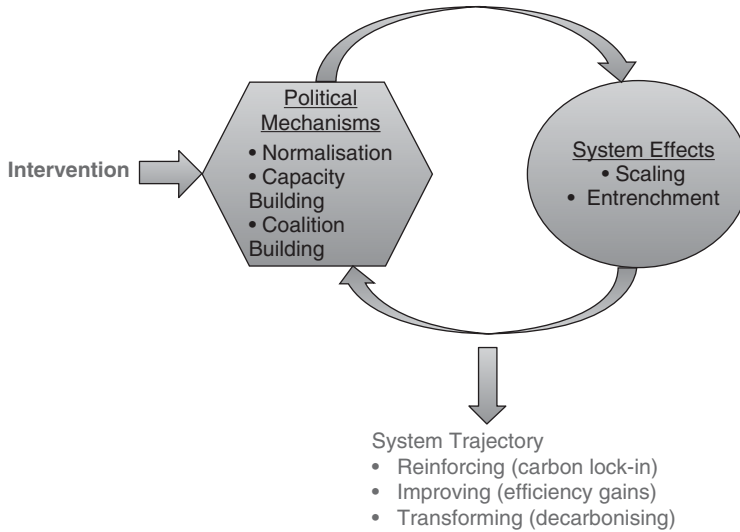 Intervention
Political
Mechanisms
• Normalisation
• Capacity
Building
• Coalition
Building
System Effects
• Scaling
• Entrenchment
System Trajectory
• Reinforcing (carbon lock-in)
• Improving (efficiency gains)
• Transforming (decarbonising)